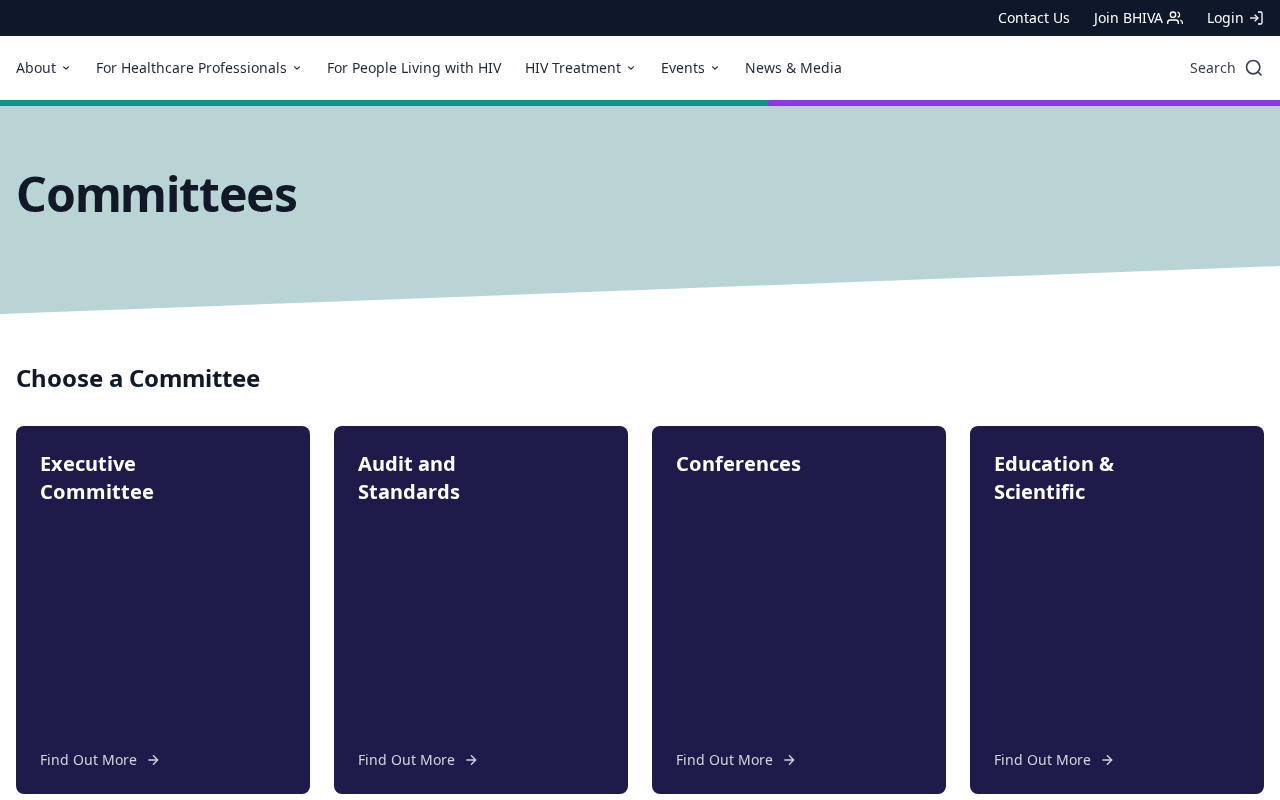 Contact Us
Join BHIVA
Login
About
For Healthcare Professionals
For People Living with HIV
HIV Treatment
Events
News & Media
Search
Committees
Choose a Committee
Executive
Committee
Find Out More
Audit and
Standards
Find Out More
Conferences
Find Out More
Education &
Scientific
Find Out More